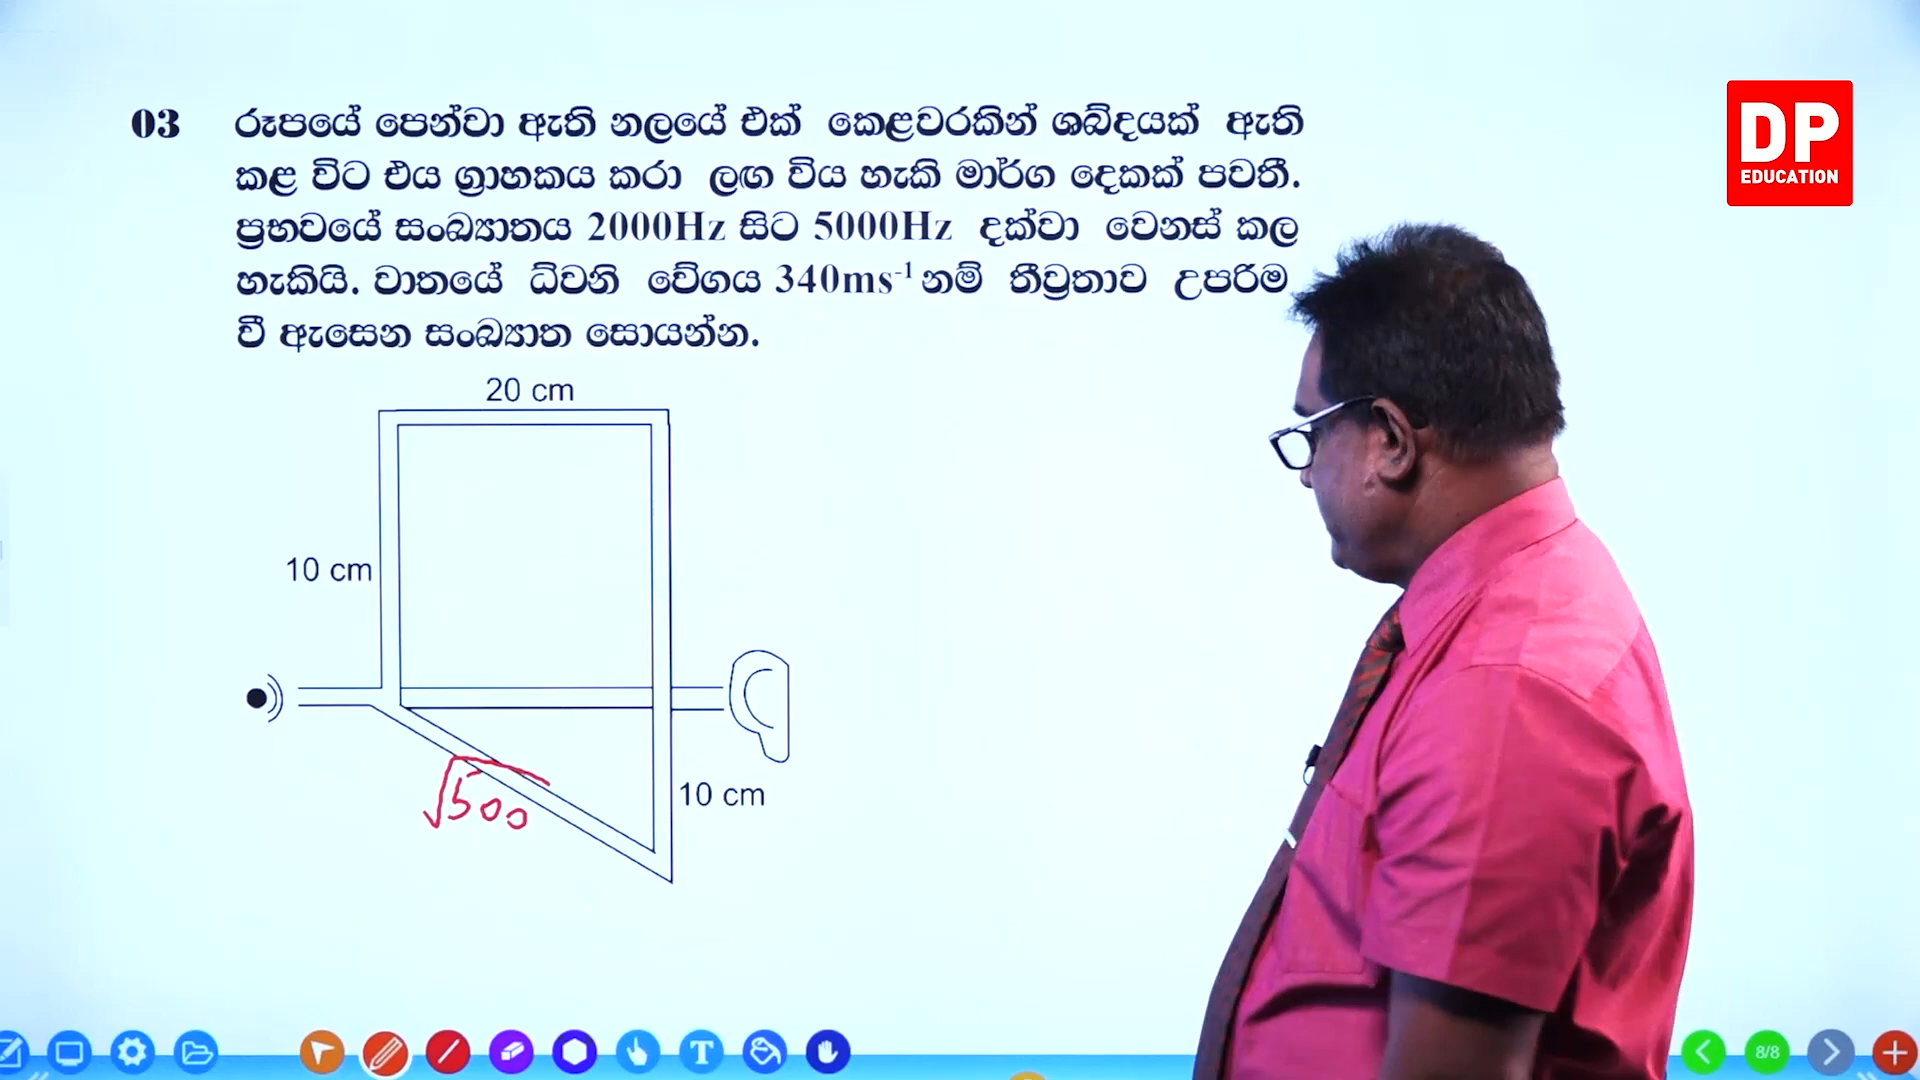 DP
EDUCATION
03 රූපයේ පෙන්වා ඇති නලයේ එක් කෙළවරකින් ශබ්දයක් ඇති
කළ විට එය ග්‍රාහකය කරා ලඟ විය හැකි මාර්ග දෙකක් පවතී.
ප්‍රභවයේ සංඛ්‍යාතය 2000Hz සිට 5000Hz දක්වා වෙනස් කල
හැකියි. වාතයේ ධ්වනි වේගය 340ms⁻¹ නම් තීව්‍රතාව උපරිම
වී ඇසෙන සංඛ්‍යාත සොයන්න.
20 cm
10 cm
10 cm
√500
8/8